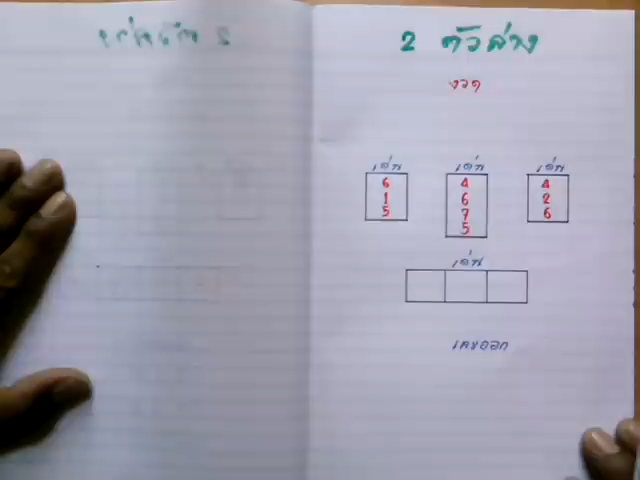 2 ตัวล่าง
งวด
เด่น เด่น เด่น
6 4 4
1 6 2
5 7 6
5
เด่น
เลขออก